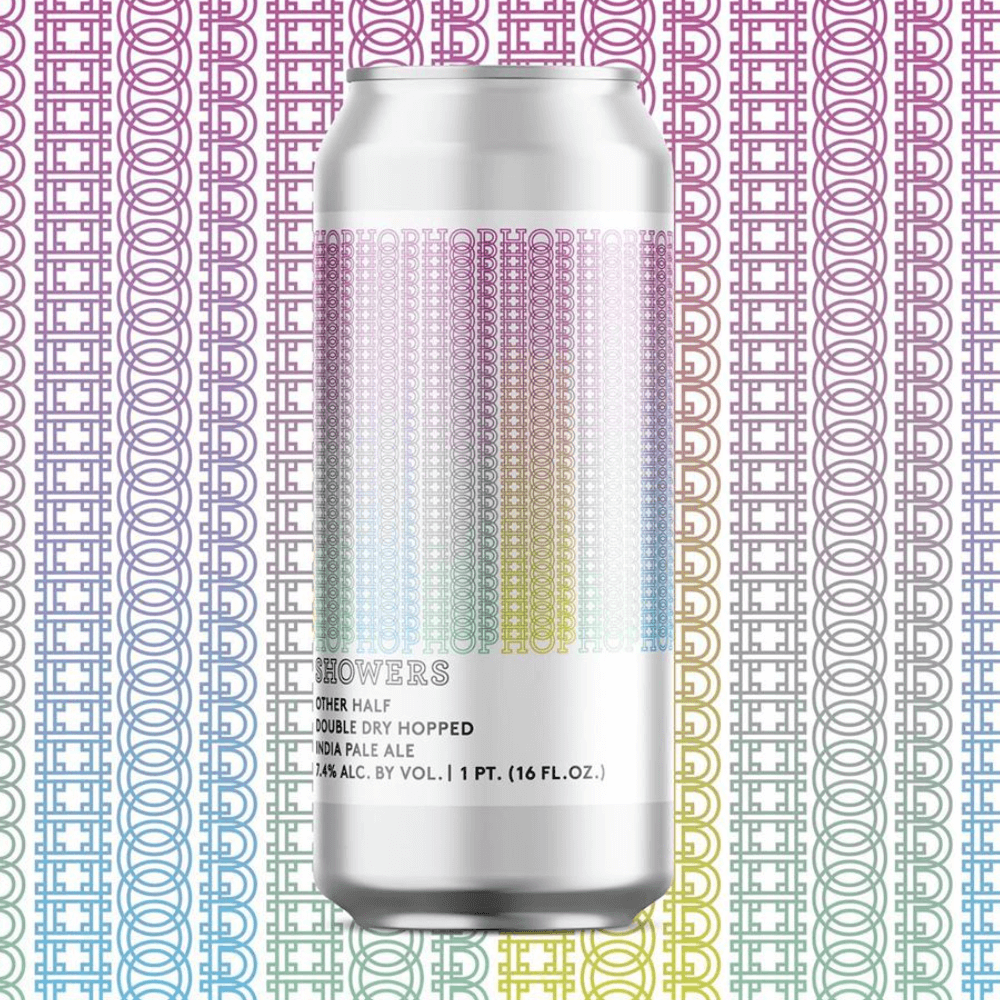 HOPHOPHOPHOPHOPHOP
SHOWERS
OTHER HALF
DOUBLE DRY HOPPED
INDIA PALE ALE
7.4% ALC. BY VOL. | 1 PT. (16 FL.OZ.)